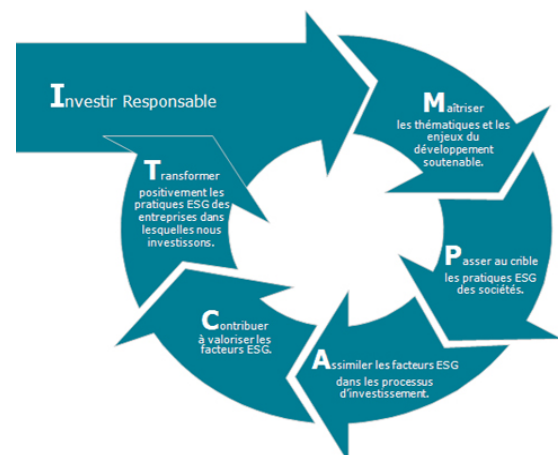 Investir Responsable
Maîtriser
les thématiques et les
enjeux du
développement
soutenable.
Passer au crible
les pratiques ESG
des sociétés.
Assimiler les facteurs ESG
dans les processus
d'investissement.
Contribuer
à valoriser les
facteurs ESG.
Transformer
positivement les
pratiques ESG des
entreprises dans
lesquelles nous
investissons.